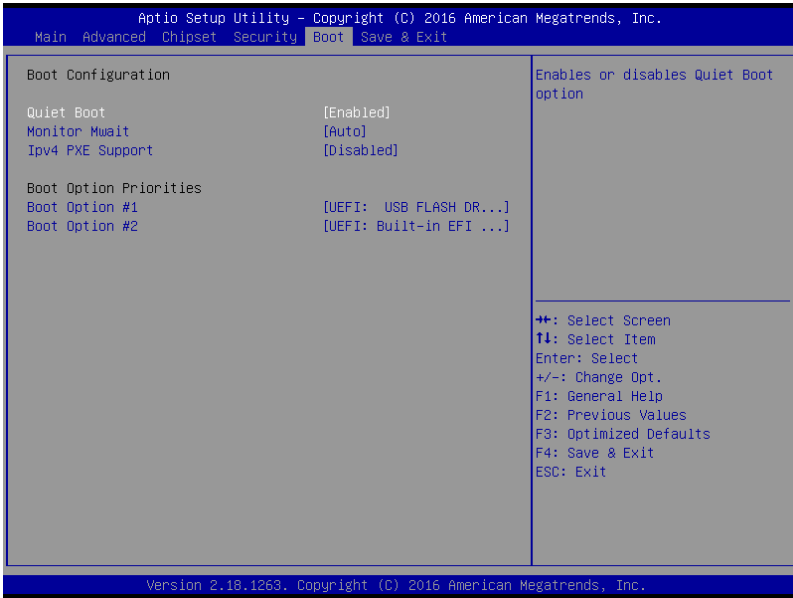 Aptio Setup Utility – Copyright (C) 2016 American Megatrends, Inc.
Main Advanced Chipset Security Boot Save & Exit
Boot Configuration
Quiet Boot [Enabled]
Monitor Mwait [Auto]
Ipv4 PXE Support [Disabled]
Boot Option Priorities
Boot Option #1 [UEFI:  USB FLASH DR...]
Boot Option #2 [UEFI: Built-in EFI ...]
Enables or disables Quiet Boot
option
→←: Select Screen
↑↓: Select Item
Enter: Select
+/-: Change Opt.
F1: General Help
F2: Previous Values
F3: Optimized Defaults
F4: Save & Exit
ESC: Exit
Version 2.18.1263. Copyright (C) 2016 American Megatrends, Inc.